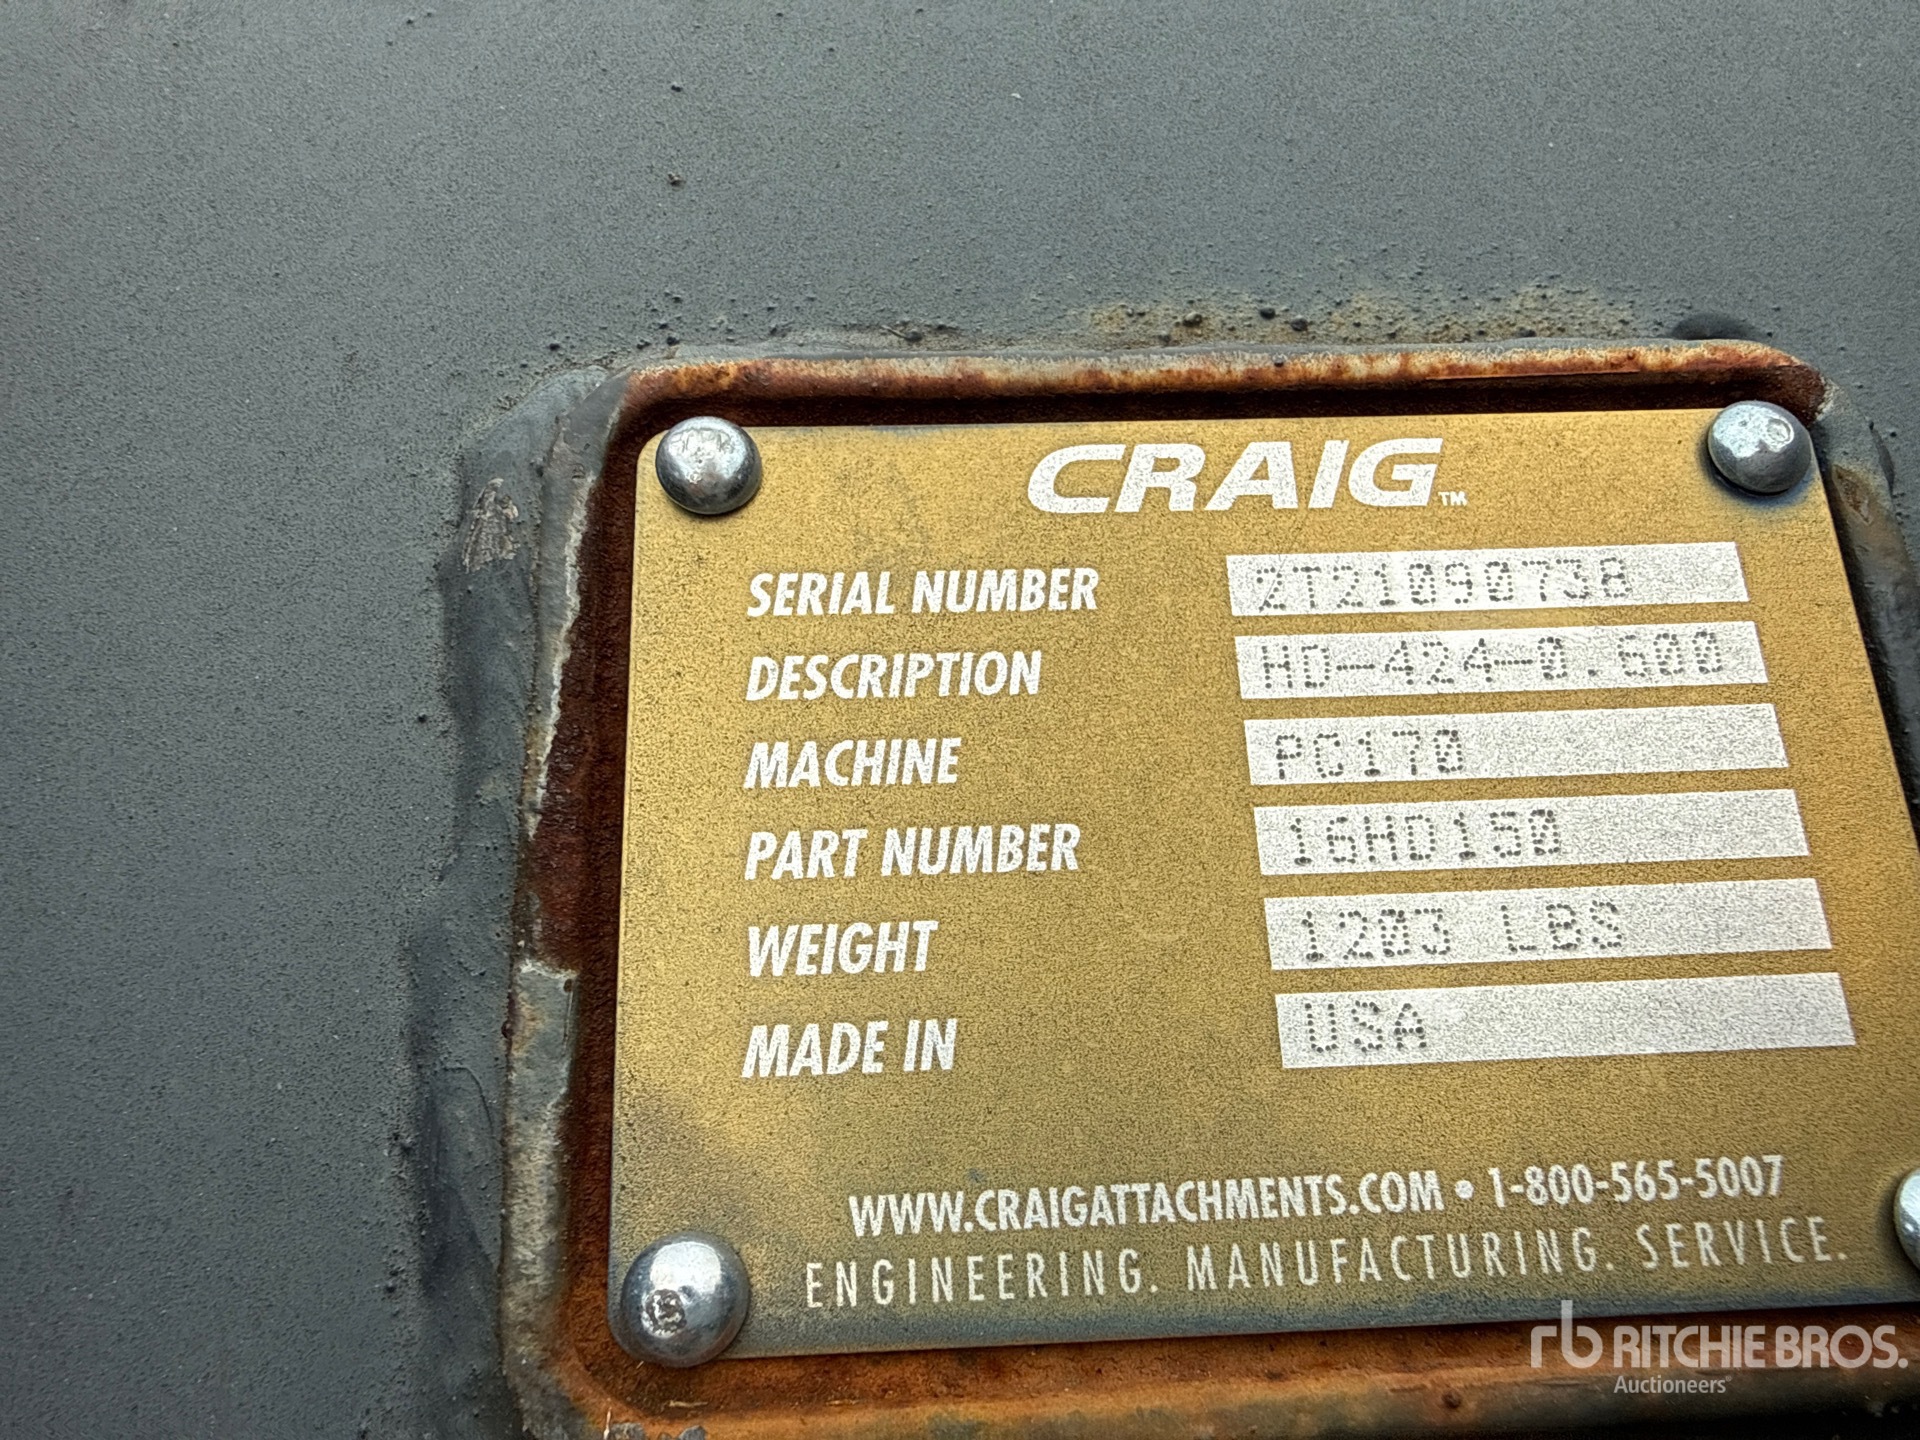 CRAIG™
SERIAL NUMBER 2T21090738
DESCRIPTION HD-424-0.600
MACHINE PC170
PART NUMBER 16HD150
WEIGHT 1203 LBS
MADE IN USA
WWW.CRAIGATTACHMENTS.COM • 1-800-565-5007
ENGINEERING. MANUFACTURING. SERVICE.
rb RITCHIE BROS.
Auctioneers